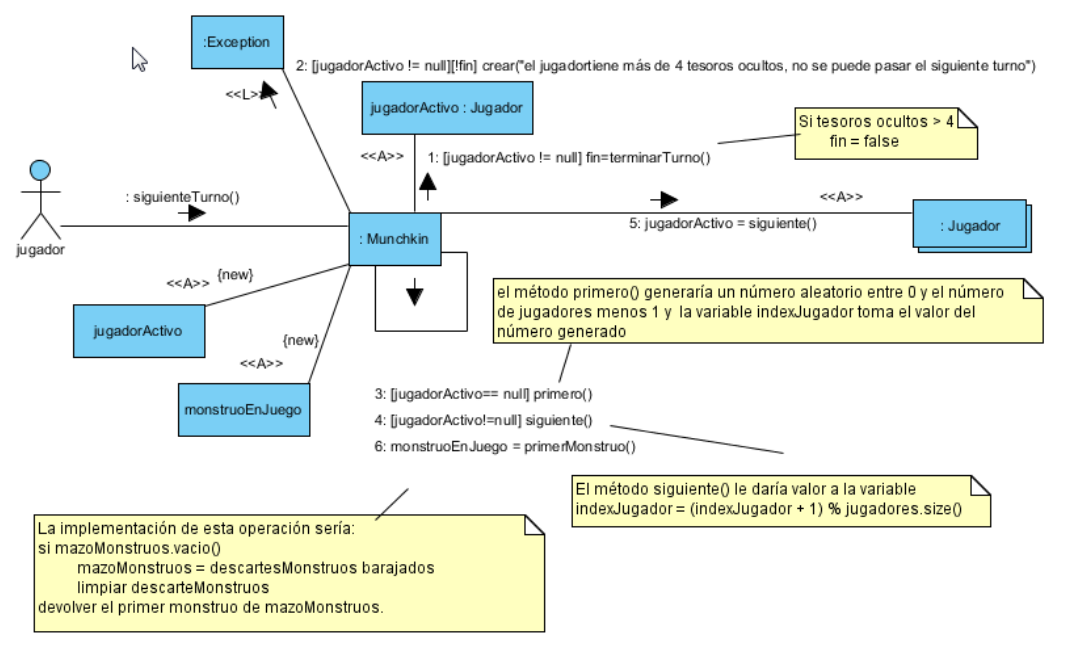 :Exception
2: [jugadorActivo != null][!fin] crear("el jugadortiene más de 4 tesoros ocultos, no se puede pasar el siguiente turno")
<<L>>
jugadorActivo : Jugador
Si tesoros ocultos > 4
fin = false
<<A>>
1: [jugadorActivo != null] fin=terminarTurno()
: siguienteTurno()
jugador
<<A>>
5: jugadorActivo = siguiente()
: Jugador
: Munchkin
<<A>>
{new}
jugadorActivo
el método primero() generaría un número aleatorio entre 0 y el número
de jugadores menos 1 y la variable indexJugador toma el valor del
número generado
{new}
<<A>>
monstruoEnJuego
3: [jugadorActivo== null] primero()
4: [jugadorActivo!=null] siguiente()
6: monstruoEnJuego = primerMonstruo()
El método siguiente() le daría valor a la variable
indexJugador = (indexJugador + 1) % jugadores.size()
La implementación de esta operación sería:
si mazoMonstruos.vacio()
mazoMonstruos = descartesMonstruos barajados
limpiar descarteMonstruos
devolver el primer monstruo de mazoMonstruos.